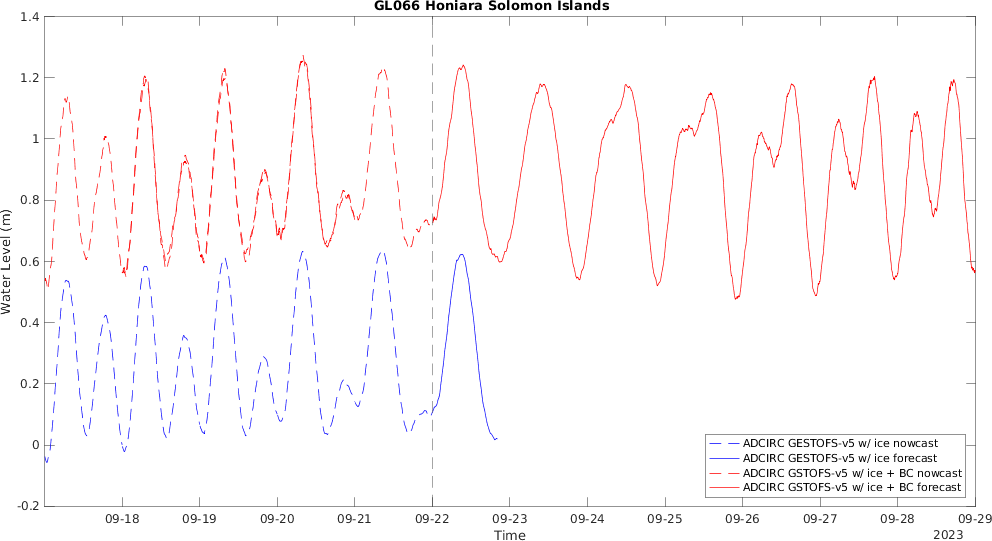 GL066 Honiara Solomon Islands
Water Level (m)
1.4
1.2
1
0.8
0.6
0.4
0.2
0
-0.2
ADCIRC GESTOFS-v5 w/ ice nowcast
ADCIRC GESTOFS-v5 w/ ice forecast
ADCIRC GSTOFS-v5 w/ ice + BC nowcast
ADCIRC GSTOFS-v5 w/ ice + BC forecast
09-18 09-19 09-20 09-21 09-22 09-23 09-24 09-25 09-26 09-27 09-28 09-29
Time
2023